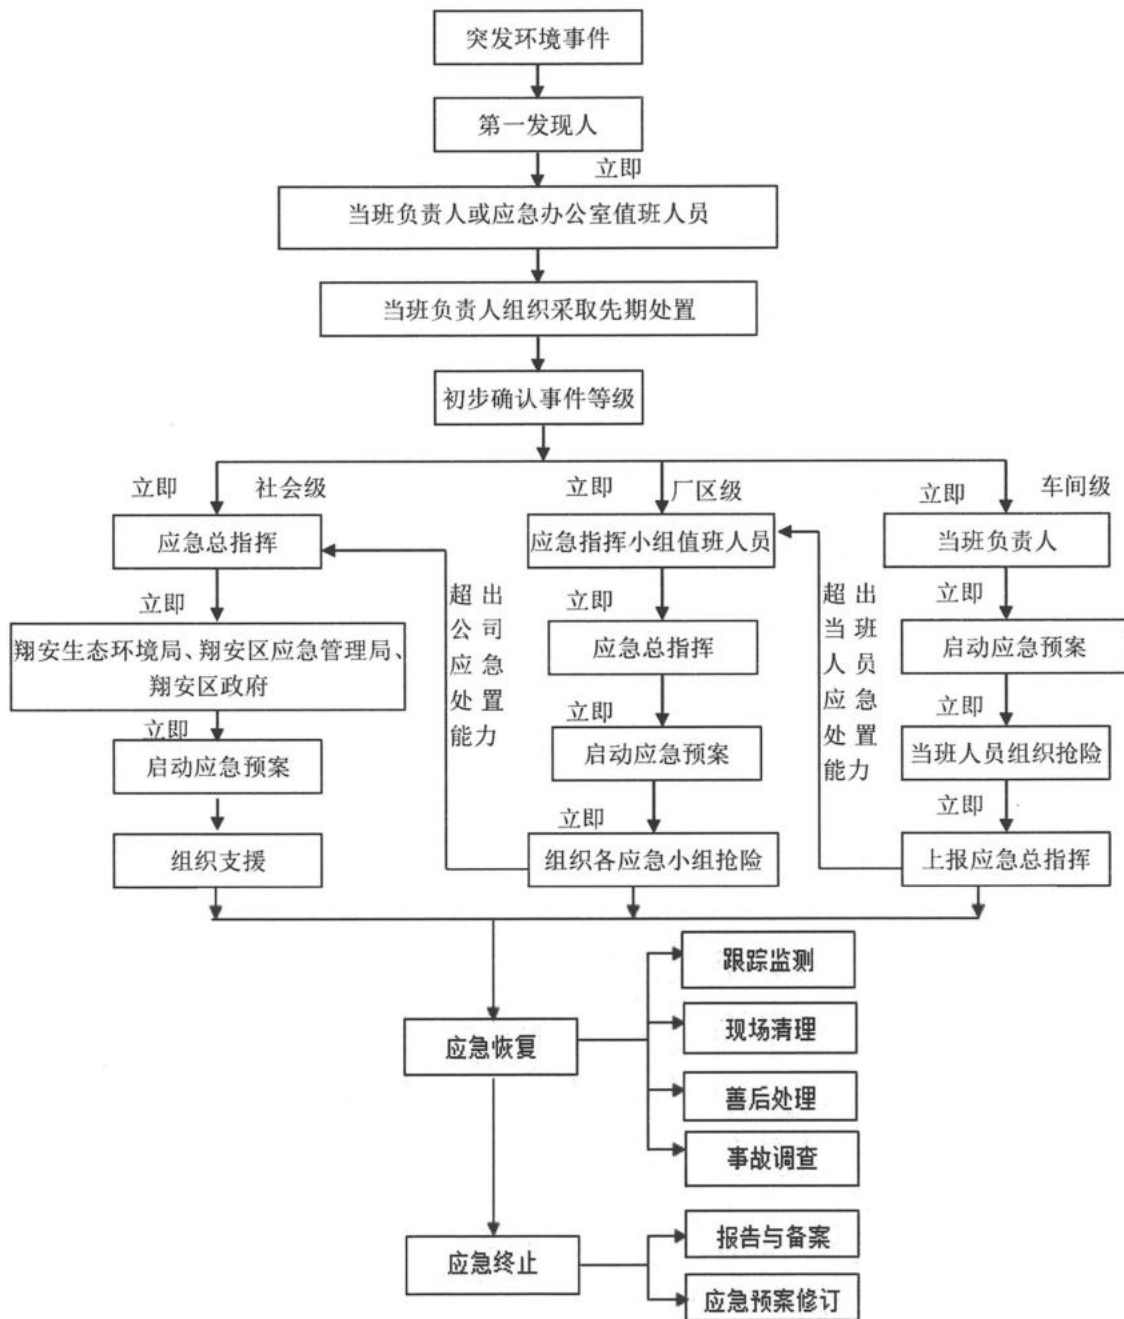 突发环境事件
第一发现人
立即
当班负责人或应急办公室值班人员
当班负责人组织采取先期处置
初步确认事件等级
立即
社会级
立即
厂区级
立即
车间级
应急总指挥
应急指挥小组值班人员
当班负责人
立即
超出
公司
应急
处置
能力
立即
超出
当班
人员
应急
处置
能力
立即
翔安生态环境局、翔安区应急管理局、
翔安区政府
应急总指挥
启动应急预案
立即
立即
立即
启动应急预案
启动应急预案
当班人员组织抢险
立即
立即
组织支援
组织各应急小组抢险
上报应急总指挥
跟踪监测
现场清理
应急恢复
善后处理
事故调查
报告与备案
应急终止
应急预案修订